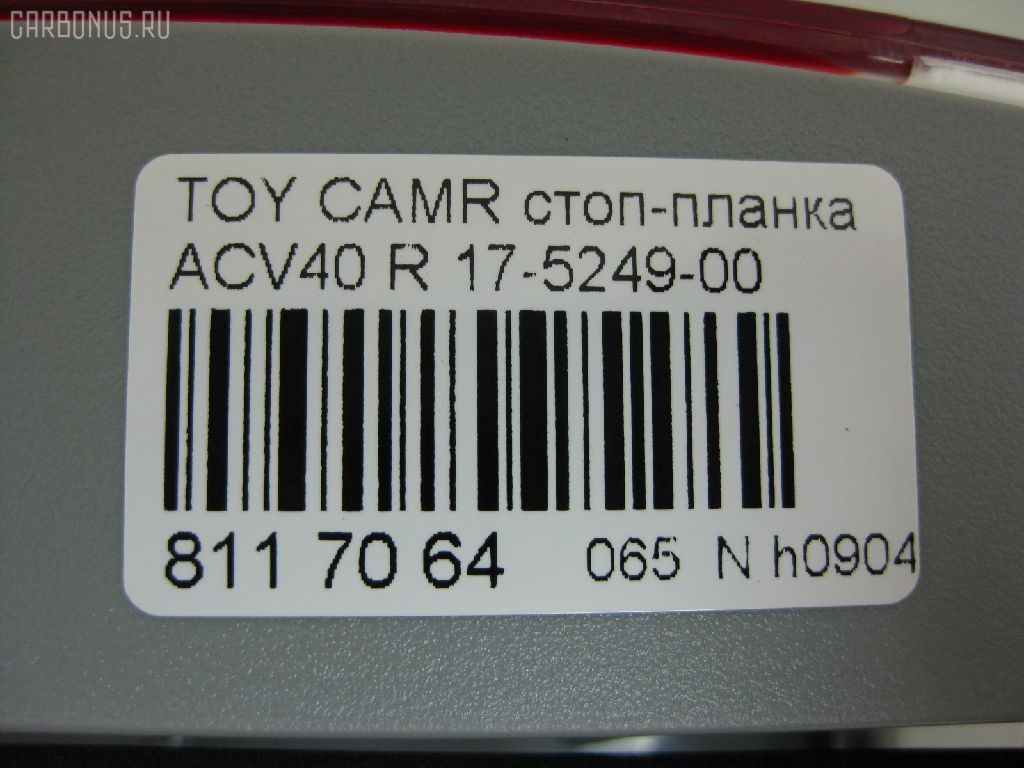 CARBONUS.RU
TOY CAMR стоп-планка
ACV40 R 17-5249-00
811 70 64 065 N h0904